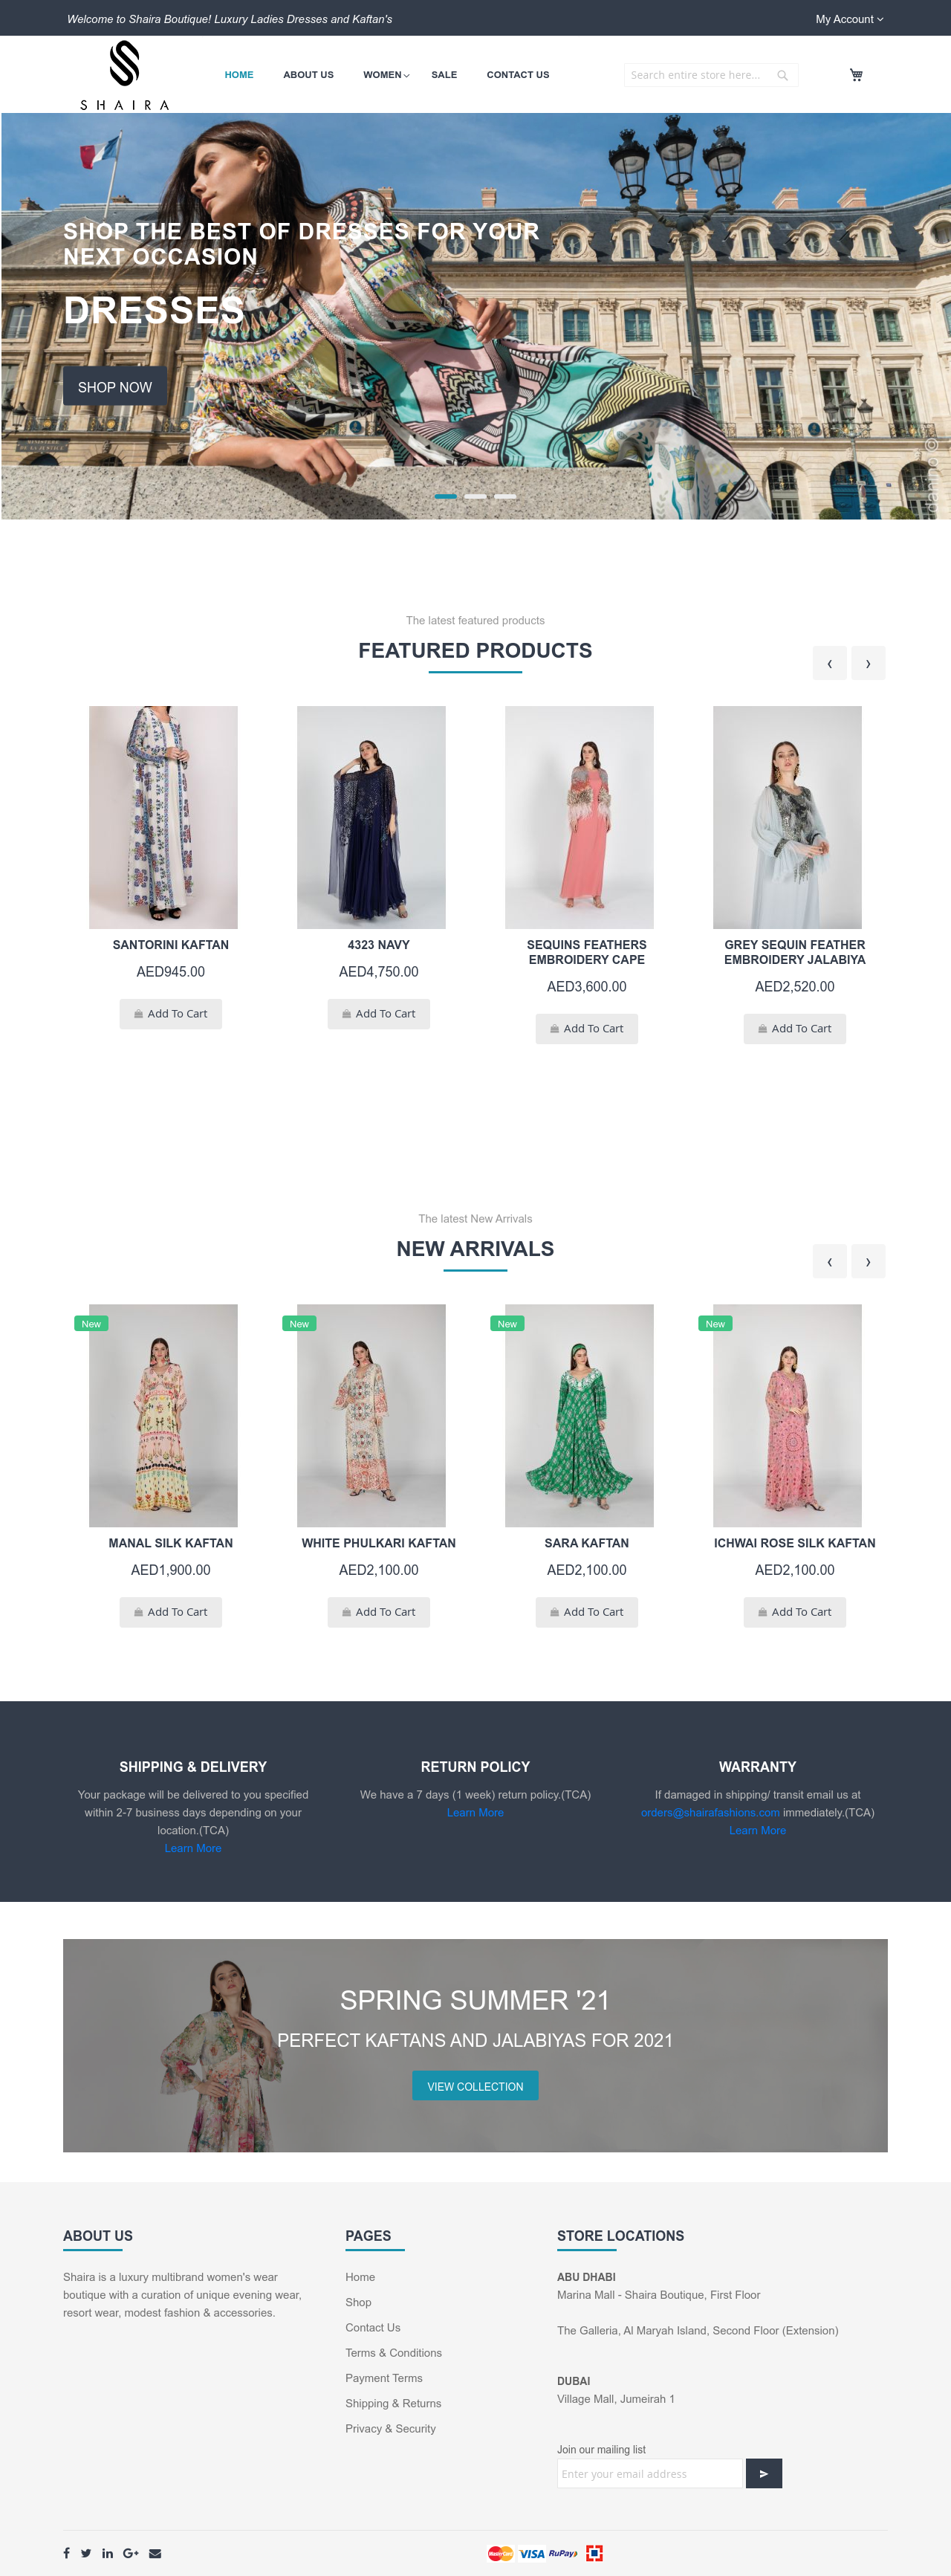 Welcome to Shaira Boutique! Luxury Ladies Dresses and Kaftan's
My Account
SHAIRA
HOME
ABOUT US
WOMEN
SALE
CONTACT US
Search entire store here...
SHOP THE BEST OF DRESSES FOR YOUR
NEXT OCCASION
DRESSES
SHOP NOW
The latest featured products
FEATURED PRODUCTS
SANTORINI KAFTAN
AED945.00
Add To Cart
4323 NAVY
AED4,750.00
Add To Cart
SEQUINS FEATHERS
EMBROIDERY CAPE
AED3,600.00
Add To Cart
GREY SEQUIN FEATHER
EMBROIDERY JALABIYA
AED2,520.00
Add To Cart
The latest New Arrivals
NEW ARRIVALS
New
MANAL SILK KAFTAN
AED1,900.00
Add To Cart
New
WHITE PHULKARI KAFTAN
AED2,100.00
Add To Cart
New
SARA KAFTAN
AED2,100.00
Add To Cart
New
ICHWAI ROSE SILK KAFTAN
AED2,100.00
Add To Cart
SHIPPING & DELIVERY
Your package will be delivered to you specified
within 2-7 business days depending on your
location.(TCA)
Learn More
RETURN POLICY
We have a 7 days (1 week) return policy.(TCA)
Learn More
WARRANTY
If damaged in shipping/ transit email us at
orders@shairafashions.com immediately.(TCA)
Learn More
SPRING SUMMER '21
PERFECT KAFTANS AND JALABIYAS FOR 2021
VIEW COLLECTION
ABOUT US
Shaira is a luxury multibrand women's wear
boutique with a curation of unique evening wear,
resort wear, modest fashion & accessories.
PAGES
Home
Shop
Contact Us
Terms & Conditions
Payment Terms
Shipping & Returns
Privacy & Security
STORE LOCATIONS
ABU DHABI
Marina Mall - Shaira Boutique, First Floor
The Galleria, Al Maryah Island, Second Floor (Extension)
DUBAI
Village Mall, Jumeirah 1
Join our mailing list
Enter your email address
MasterCard
VISA
RuPay